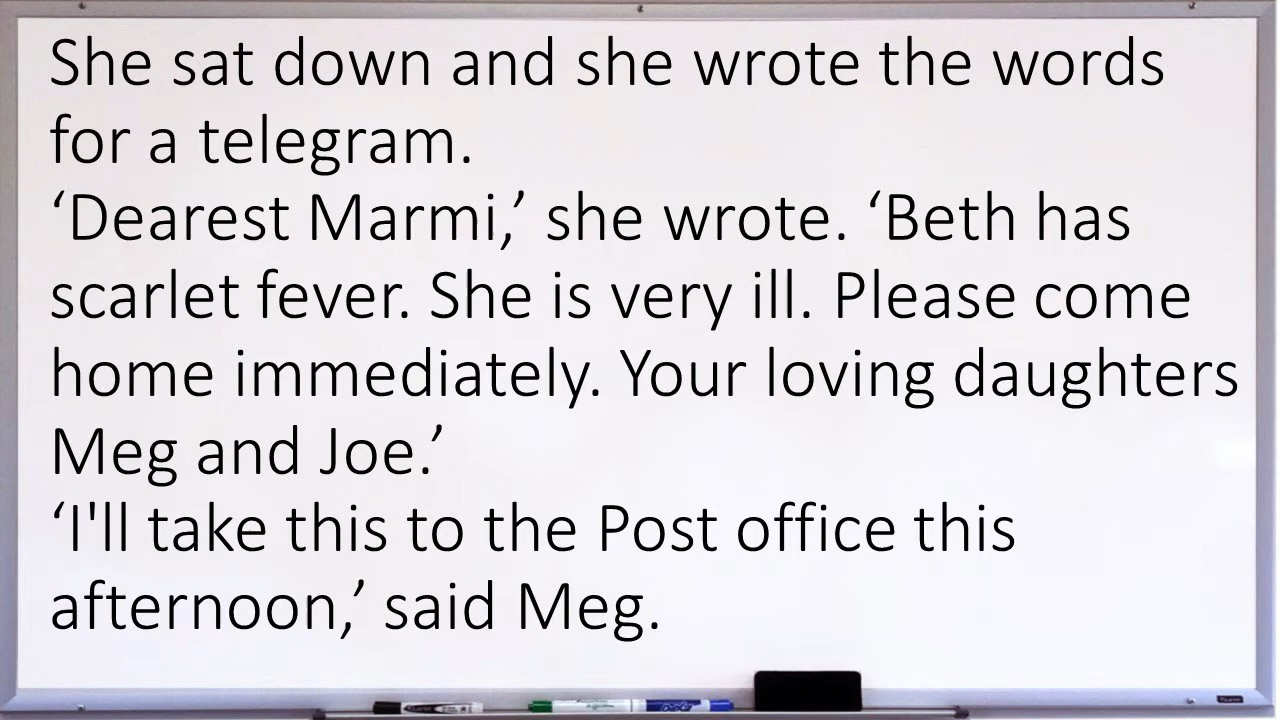 She sat down and she wrote the words
for a telegram.
‘Dearest Marmi,’ she wrote. ‘Beth has
scarlet fever. She is very ill. Please come
home immediately. Your loving daughters
Meg and Joe.’
‘I'll take this to the Post office this
afternoon,’ said Meg.